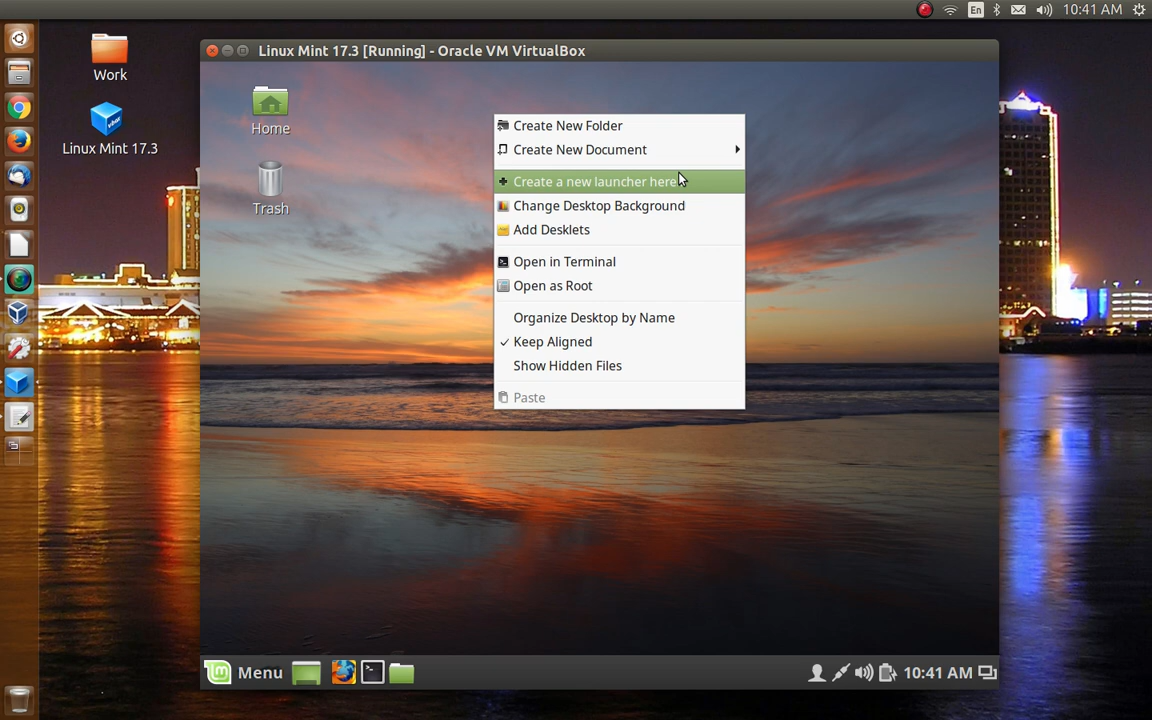 En
10:41 AM
Linux Mint 17.3 [Running] - Oracle VM VirtualBox
Work
vbox
Linux Mint 17.3
Home
Trash
Create New Folder
Create New Document
Create a new launcher here
Change Desktop Background
Add Desklets
Open in Terminal
Open as Root
Organize Desktop by Name
Keep Aligned
Show Hidden Files
Paste
Menu
10:41 AM